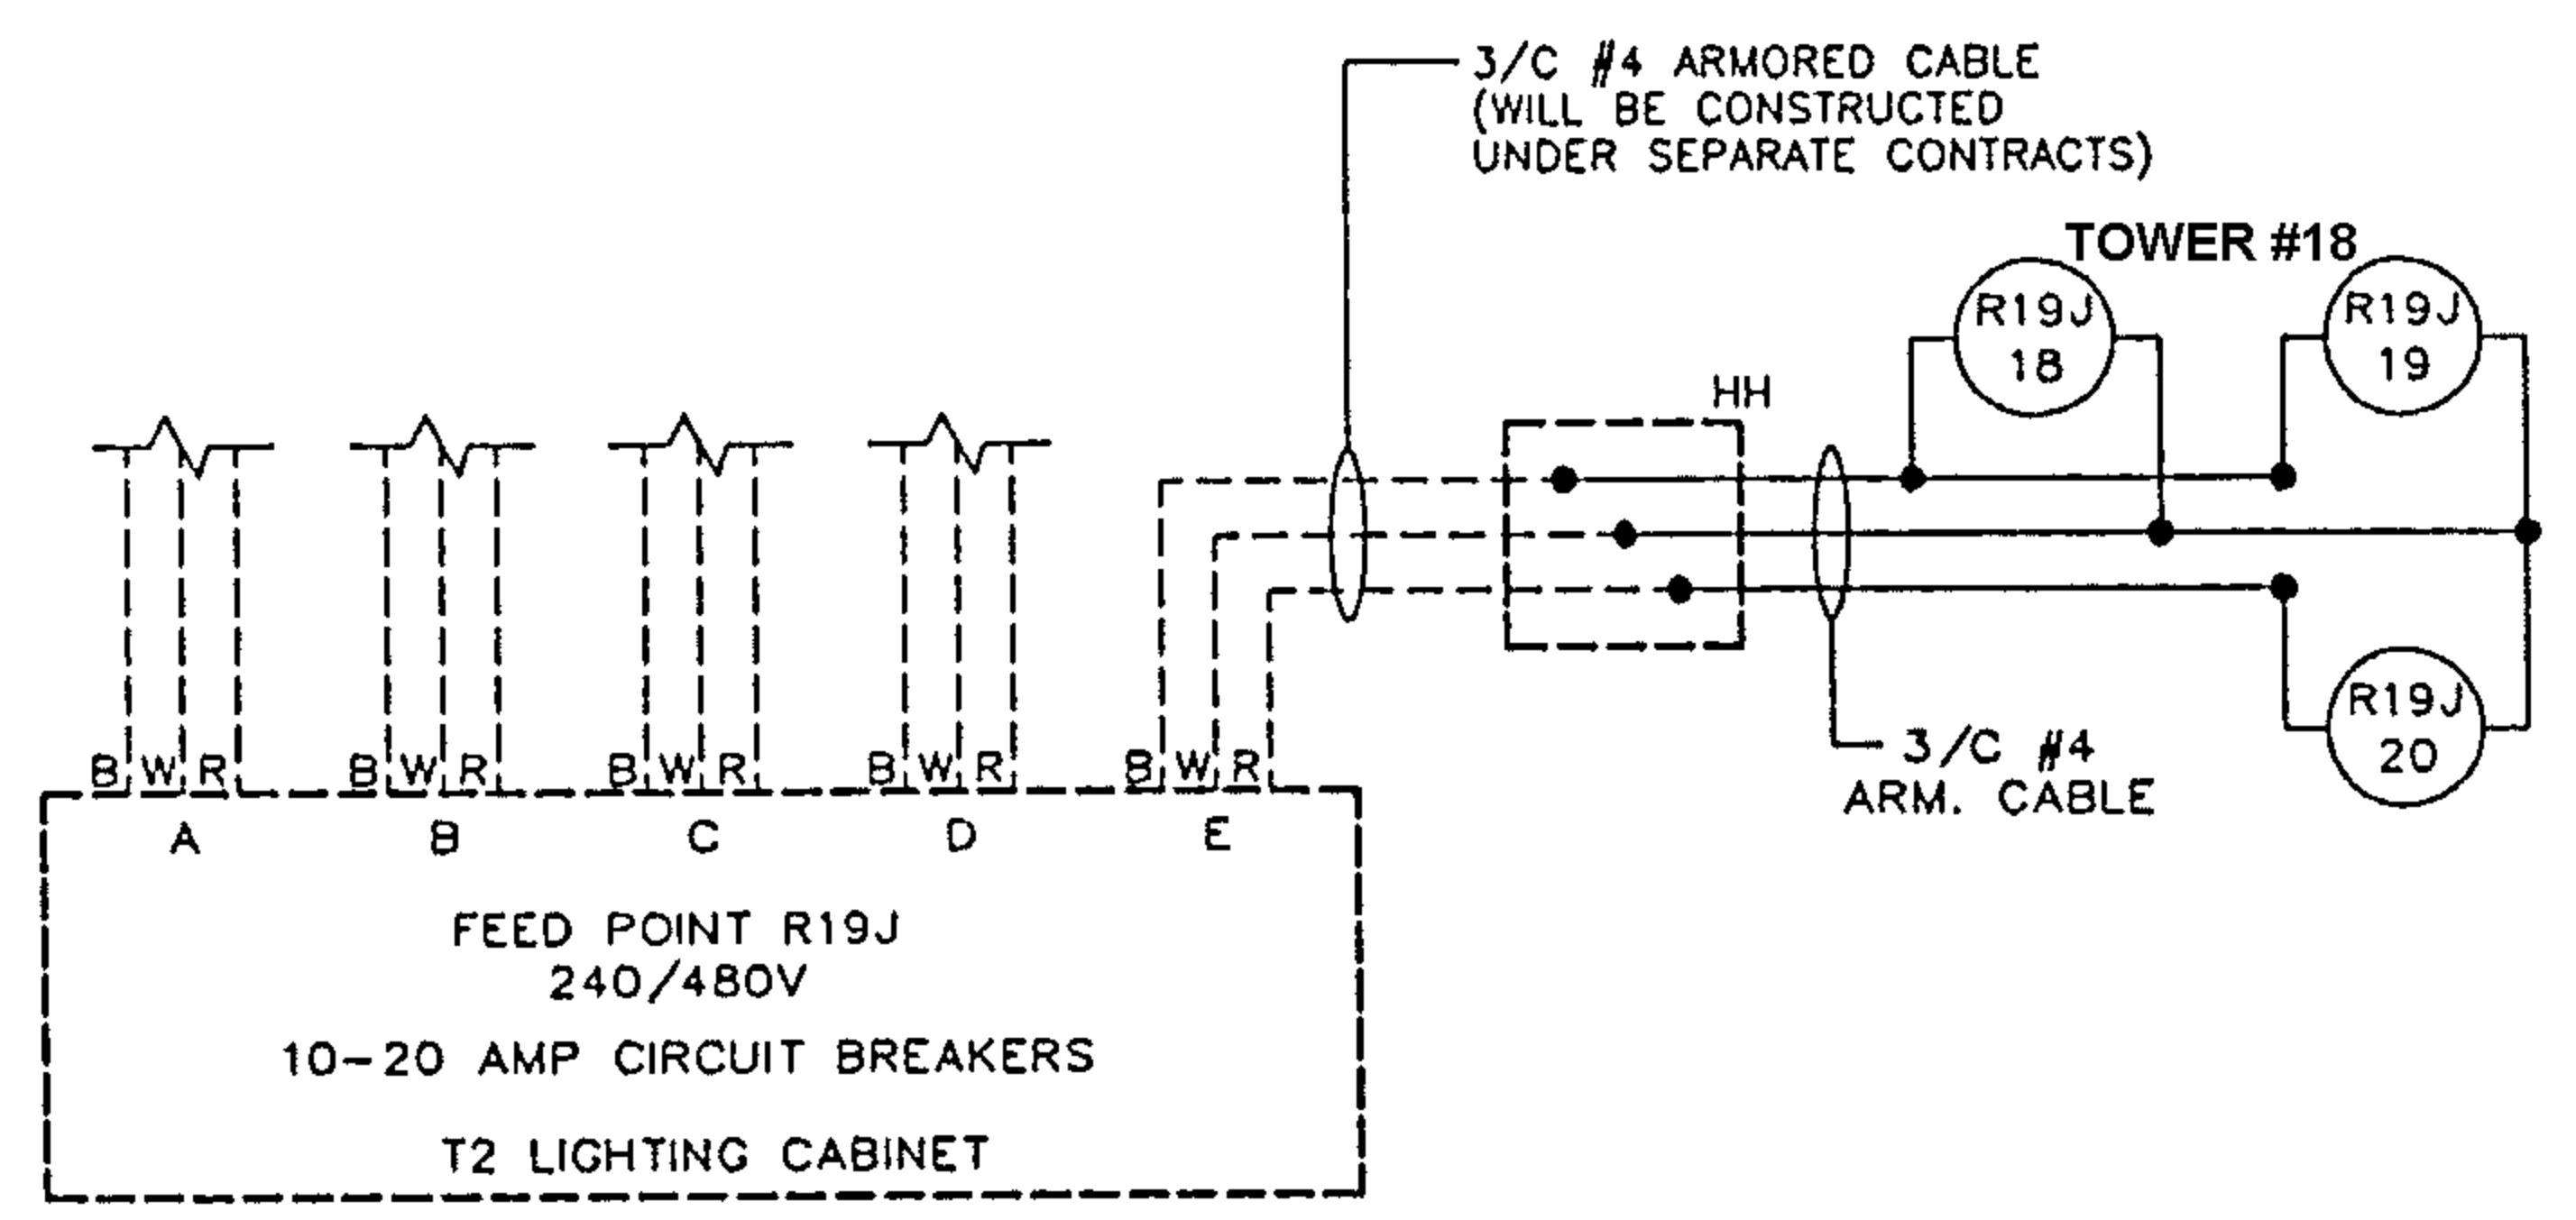 3/C #4 ARMORED CABLE
(WILL BE CONSTRUCTED
UNDER SEPARATE CONTRACTS)
TOWER #18
R19J
18
R19J
19
HH
R19J
20
3/C #4
ARM. CABLE
B W R
B W R
B W R
B W R
B W R
A
B
C
D
E
FEED POINT R19J
240/480V
10-20 AMP CIRCUIT BREAKERS
T2 LIGHTING CABINET